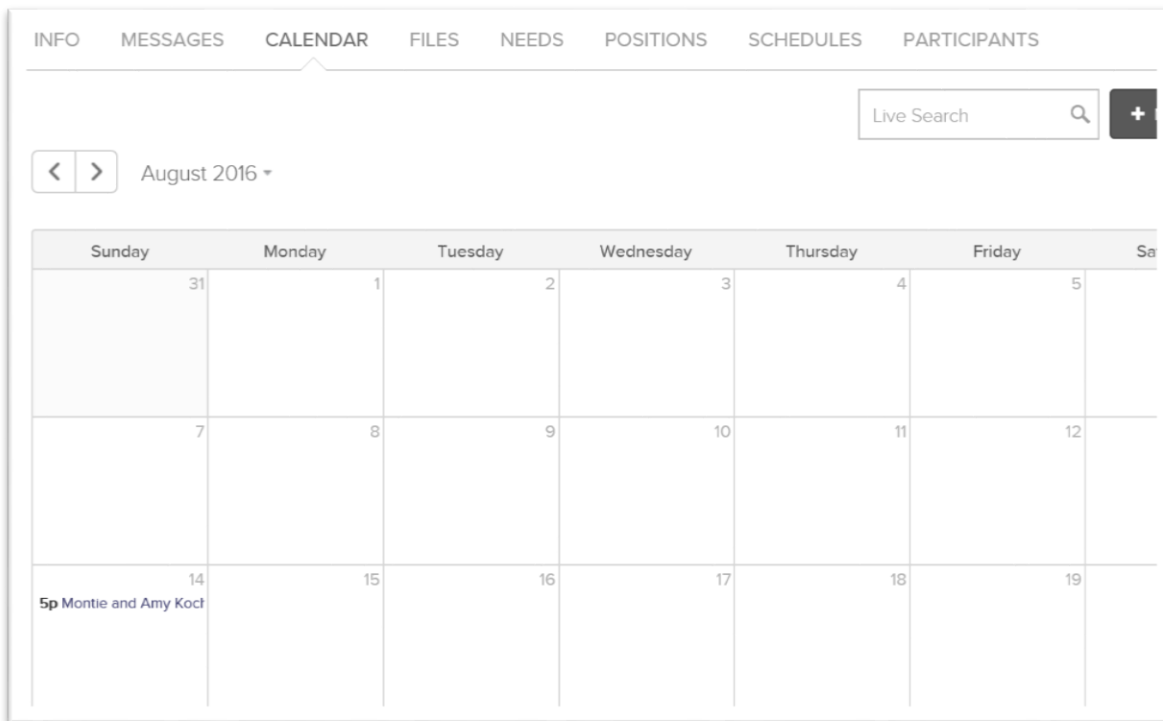 INFO MESSAGES CALENDAR FILES NEEDS POSITIONS SCHEDULES PARTICIPANTS
Live Search +
August 2016
Sunday Monday Tuesday Wednesday Thursday Friday
31 1 2 3 4 5
7 8 9 10 11 12
14 15 16 17 18 19
5p Montie and Amy Koch